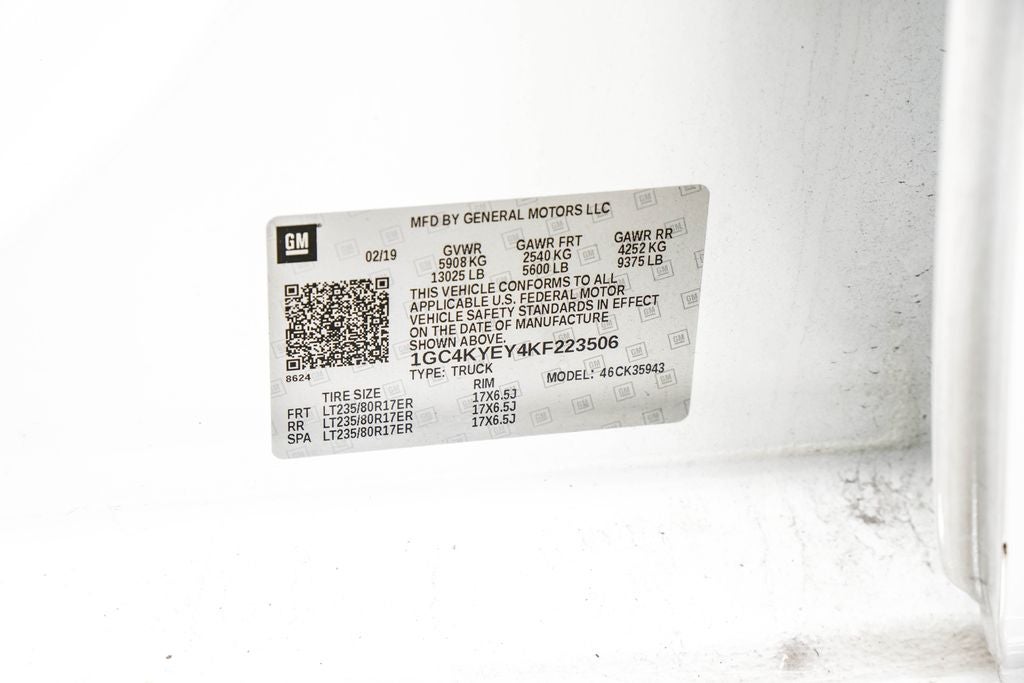 GM
MFD BY GENERAL MOTORS LLC
02/19 GVWR GAWR FRT GAWR RR
5908 KG 2540 KG 4252 KG
13025 LB 5600 LB 9375 LB
THIS VEHICLE CONFORMS TO ALL
APPLICABLE U.S. FEDERAL MOTOR
VEHICLE SAFETY STANDARDS IN EFFECT
ON THE DATE OF MANUFACTURE
SHOWN ABOVE.
1GC4KYEY4KF223506
8624
TYPE: TRUCK MODEL: 46CK35943
TIRE SIZE RIM
FRT LT235/80R17ER 17X6.5J
RR LT235/80R17ER 17X6.5J
SPA LT235/80R17ER 17X6.5J